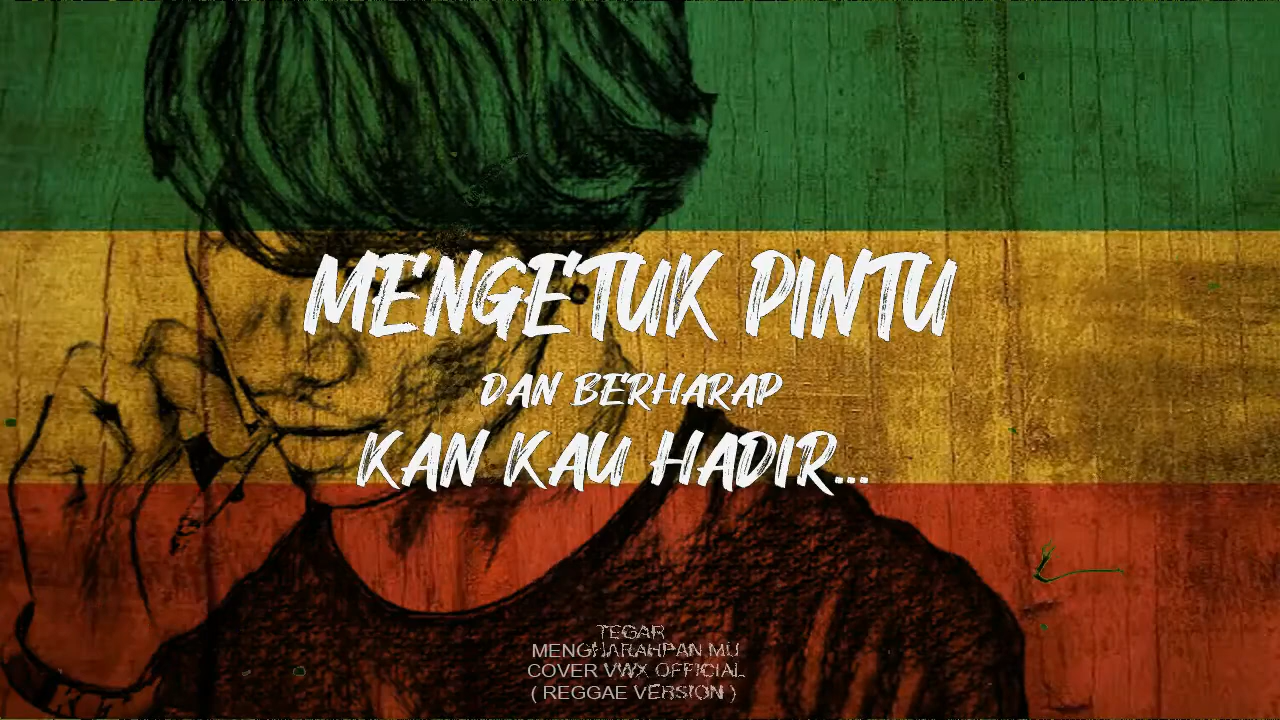 MENGETUK PINTU
DAN BERHARAP
KAN KAU HADIR...
TEGAR
MENGHARAHPAN MU
COVER VWX OFFICIAL
( REGGAE VERSION )